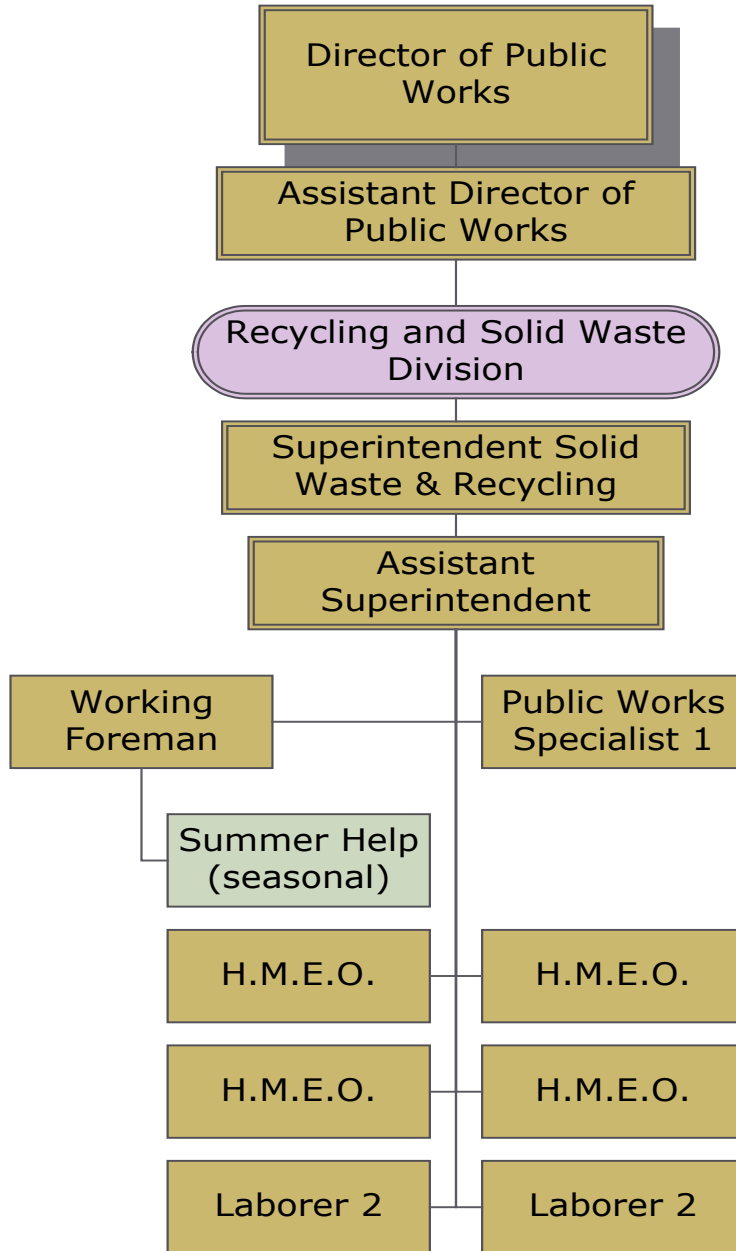 Director of Public
Works
Assistant Director of
Public Works
Recycling and Solid Waste
Division
Superintendent Solid
Waste & Recycling
Assistant
Superintendent
Working
Foreman
Public Works
Specialist 1
Summer Help
(seasonal)
H.M.E.O.
H.M.E.O.
H.M.E.O.
H.M.E.O.
Laborer 2
Laborer 2